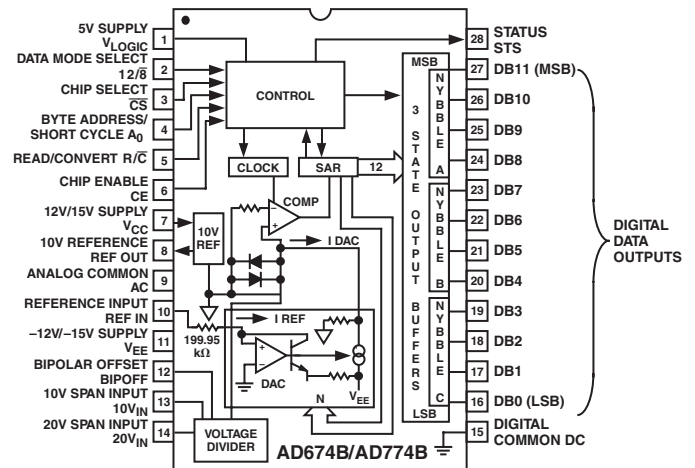 5V SUPPLY
VLOGIC
1
DATA MODE SELECT
12/8̅
2
CHIP SELECT
C̅S̅
3
BYTE ADDRESS/
SHORT CYCLE A0
4
READ/CONVERT R/C̅
5
CHIP ENABLE
CE
6
12V/15V SUPPLY
VCC
7
10V REFERENCE
REF OUT
8
ANALOG COMMON
AC
9
REFERENCE INPUT
REF IN
10
–12V/–15V SUPPLY
VEE
11
BIPOLAR OFFSET
BIPOFF
12
10V SPAN INPUT
10VIN
13
20V SPAN INPUT
20VIN
14
CONTROL
CLOCK
SAR
12
COMP
–
+
10V
REF
I DAC
I REF
199.95
kΩ
+
–
DAC
VEE
N
VOLTAGE
DIVIDER
AD674B/AD774B
MSB
3 STATE OUTPUT BUFFERS
LSB
NYBBLE A
NYBBLE B
NYBBLE C
28
STATUS
STS
27
DB11 (MSB)
26
DB10
25
DB9
24
DB8
23
DB7
22
DB6
21
DB5
20
DB4
19
DB3
18
DB2
17
DB1
16
DB0 (LSB)
15
DIGITAL
COMMON DC
DIGITAL
DATA
OUTPUTS